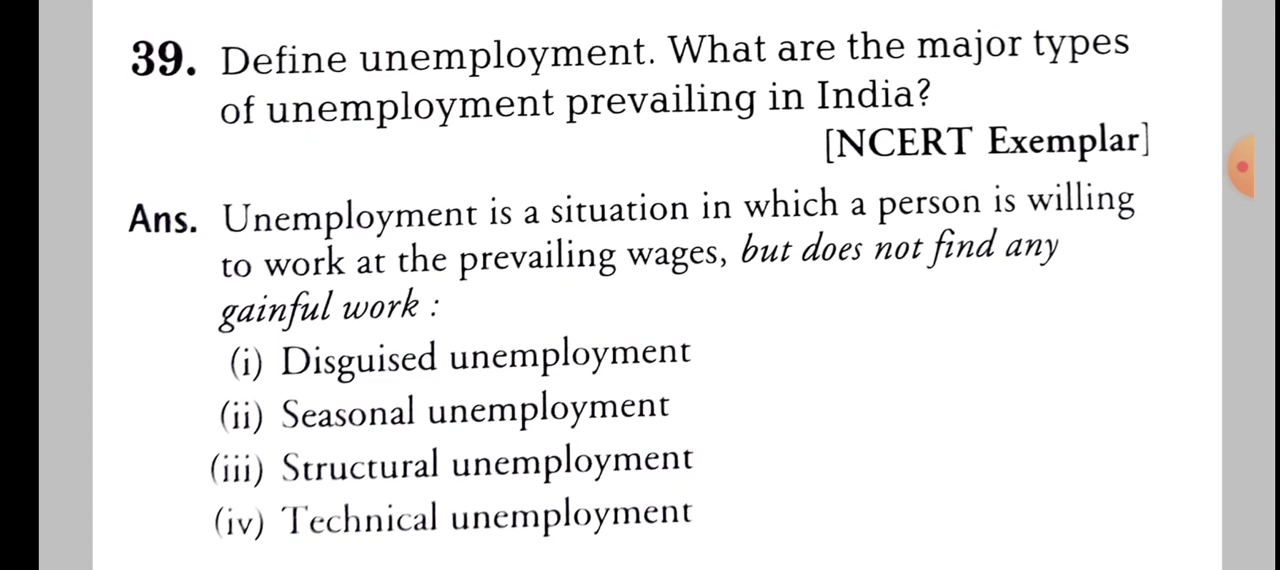 39. Define unemployment. What are the major types
of unemployment prevailing in India?
[NCERT Exemplar]
Ans. Unemployment is a situation in which a person is willing
to work at the prevailing wages, but does not find any
gainful work :
(i) Disguised unemployment
(ii) Seasonal unemployment
(iii) Structural unemployment
(iv) Technical unemployment